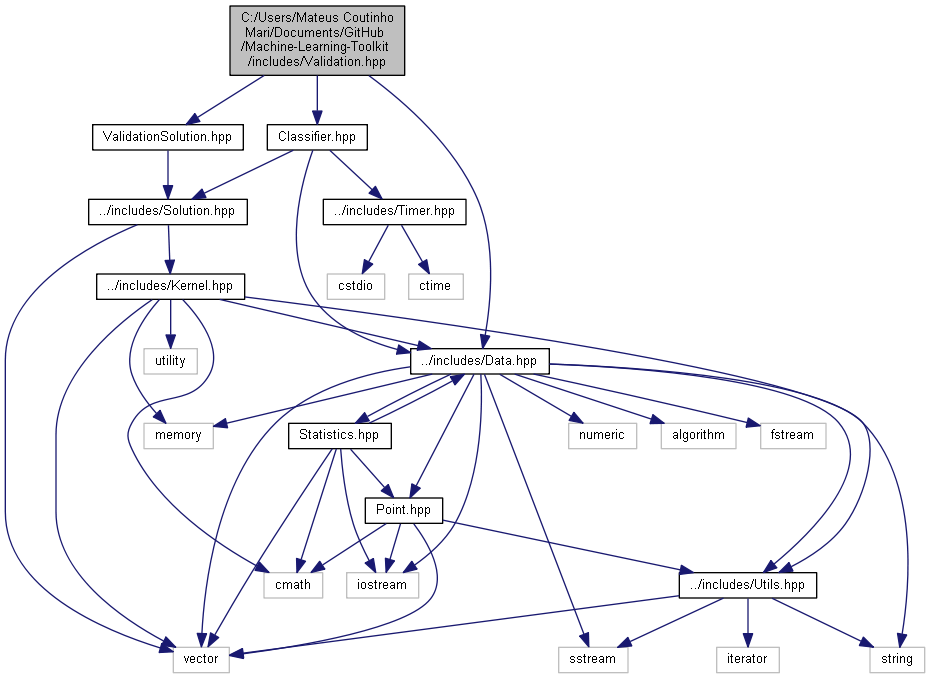 C:/Users/Mateus Coutinho
Mari/Documents/GitHub
/Machine-Learning-Toolkit
/includes/Validation.hpp
ValidationSolution.hpp
Classifier.hpp
../includes/Solution.hpp
../includes/Timer.hpp
../includes/Kernel.hpp
cstdio
ctime
utility
../includes/Data.hpp
memory
Statistics.hpp
numeric
algorithm
fstream
Point.hpp
cmath
iostream
../includes/Utils.hpp
vector
sstream
iterator
string